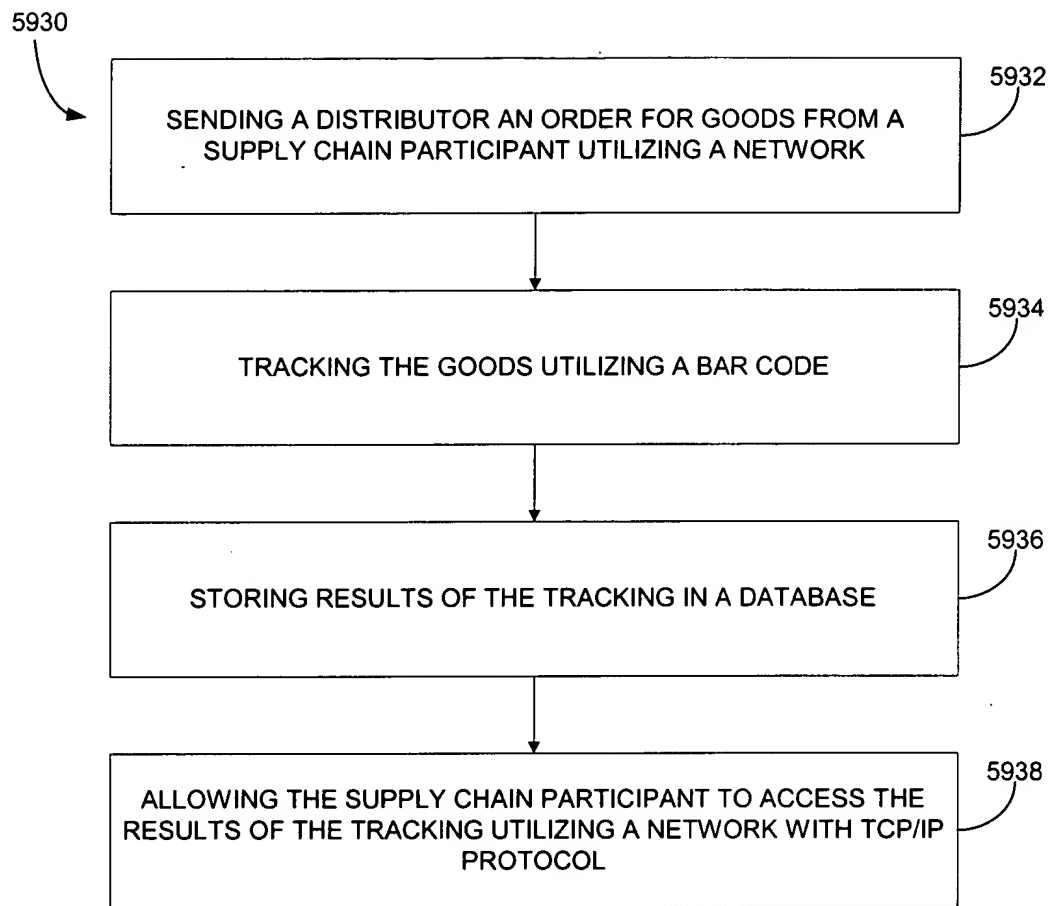 5930
5932
SENDING A DISTRIBUTOR AN ORDER FOR GOODS FROM A
SUPPLY CHAIN PARTICIPANT UTILIZING A NETWORK
5934
TRACKING THE GOODS UTILIZING A BAR CODE
5936
STORING RESULTS OF THE TRACKING IN A DATABASE
5938
ALLOWING THE SUPPLY CHAIN PARTICIPANT TO ACCESS THE
RESULTS OF THE TRACKING UTILIZING A NETWORK WITH TCP/IP
PROTOCOL